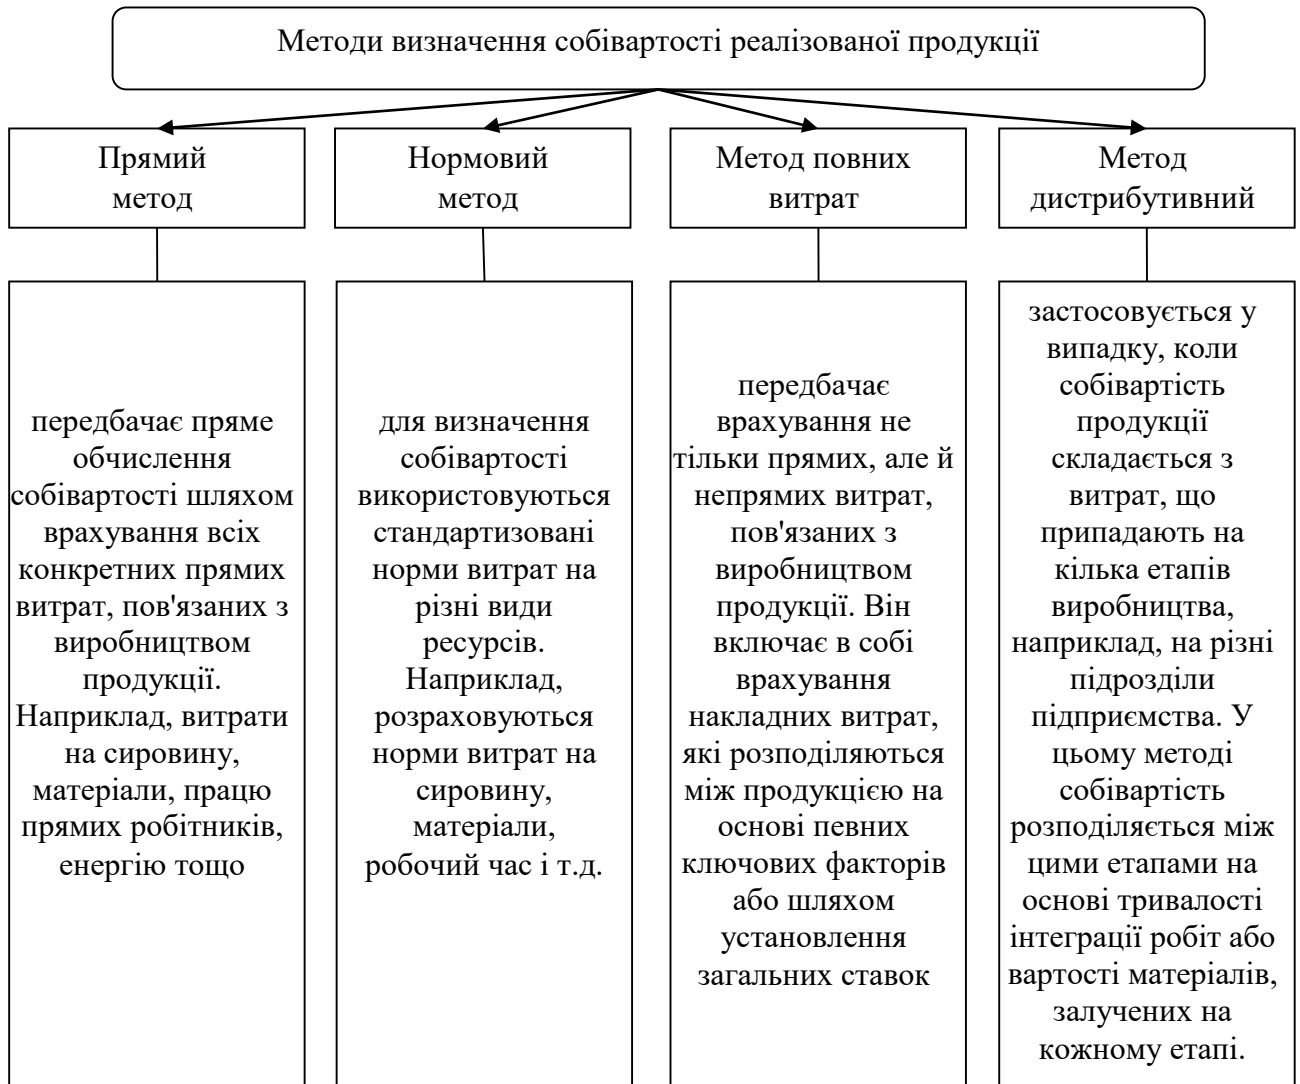 Методи визначення собівартості реалізованої продукції
Прямий
метод
Нормовий
метод
Метод повних
витрат
Метод
дистрибутивний
передбачає пряме
обчислення
собівартості шляхом
врахування всіх
конкретних прямих
витрат, пов'язаних з
виробництвом
продукції.
Наприклад, витрати
на сировину,
матеріали, працю
прямих робітників,
енергію тощо
для визначення
собівартості
використовуються
стандартизовані
норми витрат на
різні види
ресурсів.
Наприклад,
розраховуються
норми витрат на
сировину,
матеріали,
робочий час і т.д.
передбачає
врахування не
тільки прямих, але й
непрямих витрат,
пов'язаних з
виробництвом
продукції. Він
включає в собі
врахування
накладних витрат,
які розподіляються
між продукцією на
основі певних
ключових факторів
або шляхом
установлення
загальних ставок
застосовується у
випадку, коли
собівартість
продукції
складається з
витрат, що
припадають на
кілька етапів
виробництва,
наприклад, на різні
підрозділи
підприємства. У
цьому методі
собівартість
розподіляється між
цими етапами на
основі тривалості
інтеграції робіт або
вартості матеріалів,
залучених на
кожному етапі.